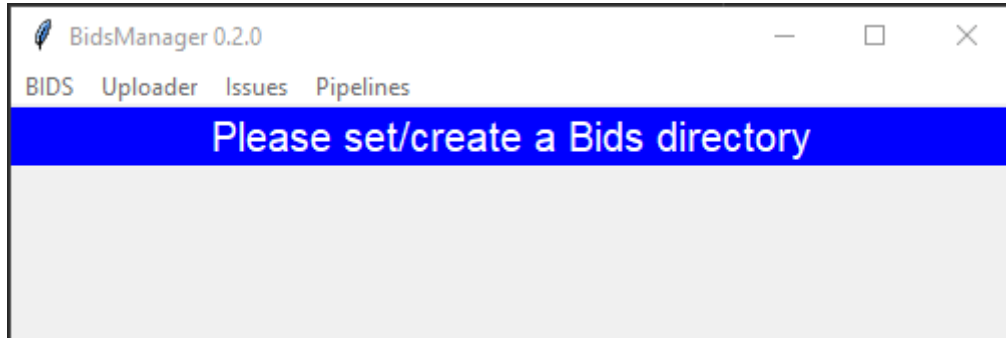 BidsManager 0.2.0
BIDS Uploader Issues Pipelines
Please set/create a Bids directory